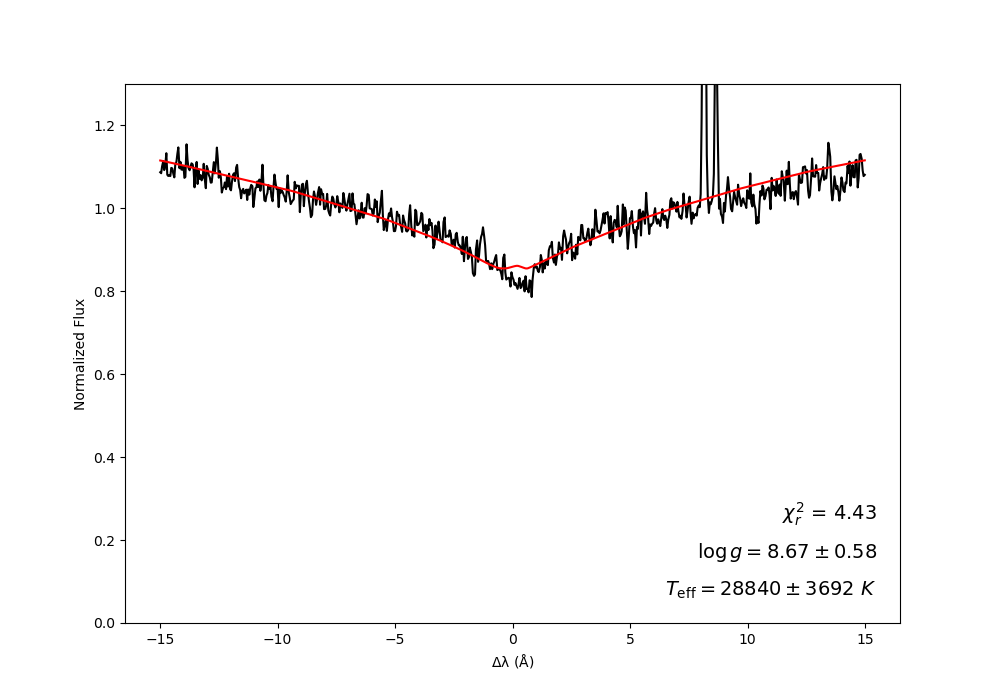 Normalized Flux
1.2
1.0
0.8
0.6
0.4
0.2
0.0
χ²ᵣ = 4.43
log g = 8.67 ± 0.58
T_eff = 28840 ± 3692 K
−15 −10 −5 0 5 10 15
Δλ (Å)